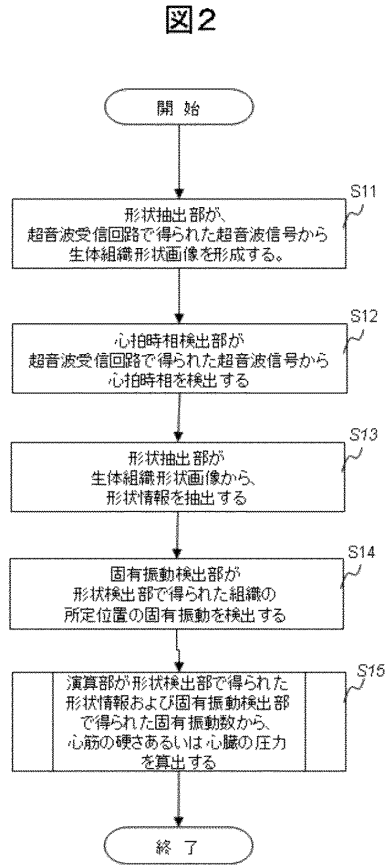 図2
開 始
S11
形状抽出部が、
超音波受信回路で得られた超音波信号から
生体組織形状画像を形成する。
S12
心拍時相検出部が
超音波受信回路で得られた超音波信号から
心拍時相を検出する
S13
形状抽出部が
生体組織形状画像から、
形状情報を抽出する
S14
固有振動検出部が
形状検出部で得られた組織の
所定位置の固有振動を検出する
S15
演算部が形状検出部で得られた
形状情報および固有振動検出部
で得られた固有振動数から、
心筋の硬さあるいは心臓の圧力
を算出する
終 了